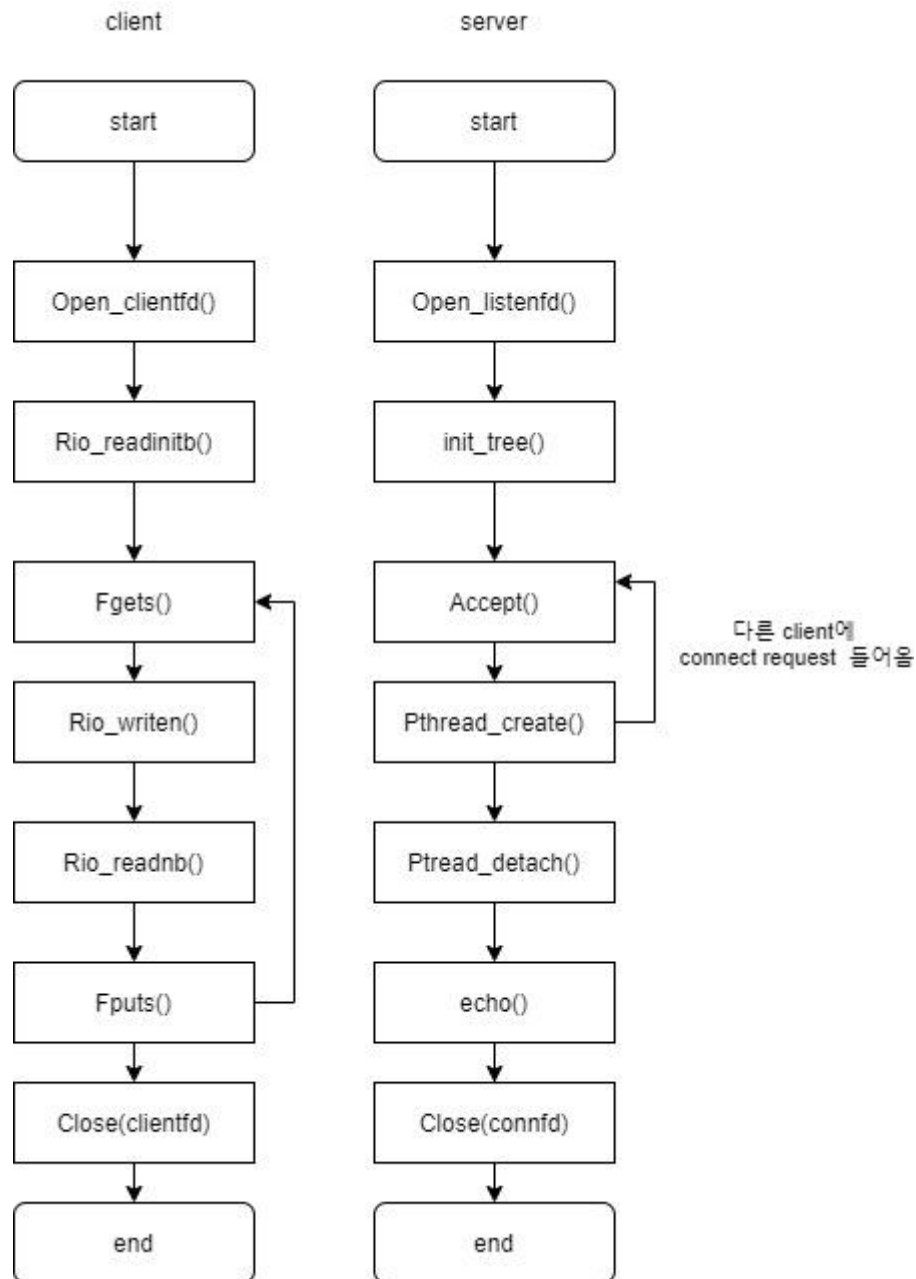 client
server
start
start
Open_clientfd()
Open_listenfd()
Rio_readinitb()
init_tree()
Fgets()
Accept()
다른 client에
connect request 들어옴
Rio_writen()
Pthread_create()
Rio_readnb()
Ptread_detach()
Fputs()
echo()
Close(clientfd)
Close(connfd)
end
end